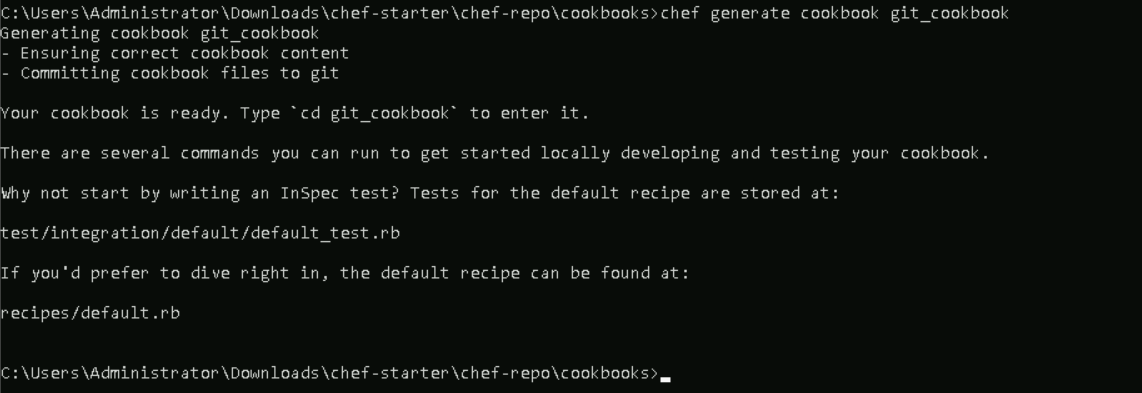 C:\Users\Administrator\Downloads\chef-starter\chef-repo\cookbooks>chef generate cookbook git_cookbook
Generating cookbook git_cookbook
- Ensuring correct cookbook content
- Committing cookbook files to git
Your cookbook is ready. Type `cd git_cookbook` to enter it.
There are several commands you can run to get started locally developing and testing your cookbook.
Why not start by writing an InSpec test? Tests for the default recipe are stored at:
test/integration/default/default_test.rb
If you'd prefer to dive right in, the default recipe can be found at:
recipes/default.rb
C:\Users\Administrator\Downloads\chef-starter\chef-repo\cookbooks>